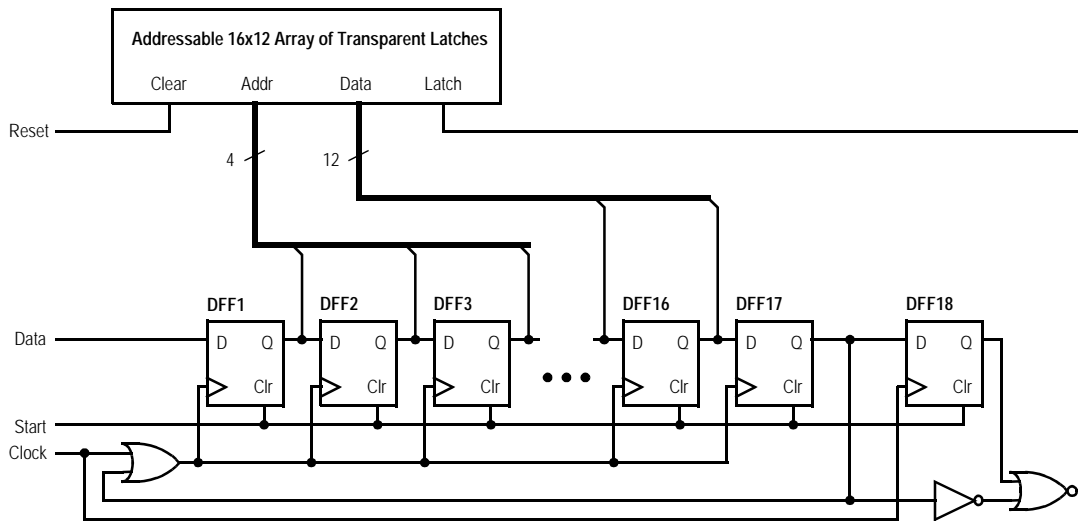 Addressable 16x12 Array of Transparent Latches
Clear Addr Data Latch
Reset
4 12
DFF1 DFF2 DFF3 DFF16 DFF17 DFF18
Data D Q D Q D Q D Q D Q D Q
Clr Clr Clr Clr Clr Clr
Start
Clock